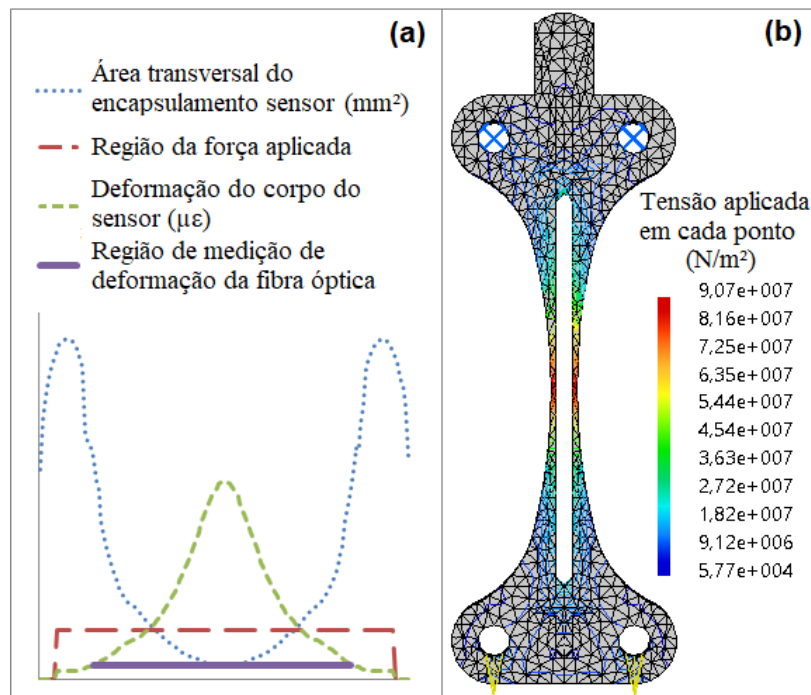 (a)
Área transversal do
encapsulamento sensor (mm²)
Região da força aplicada
Deformação do corpo do
sensor (µε)
Região de medição de
deformação da fibra óptica
(b)
Tensão aplicada
em cada ponto
(N/m²)
9,07e+007
8,16e+007
7,25e+007
6,35e+007
5,44e+007
4,54e+007
3,63e+007
2,72e+007
1,82e+007
9,12e+006
5,77e+004